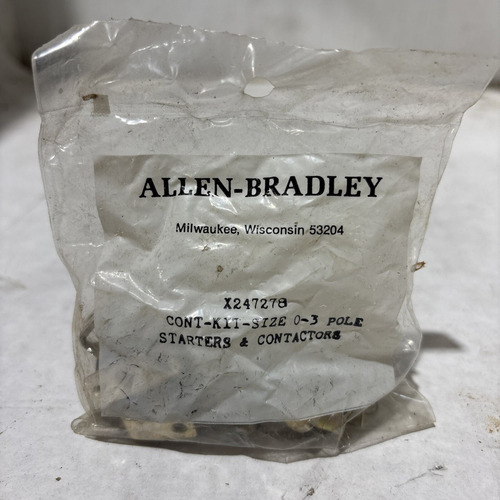 ALLEN-BRADLEY
Milwaukee, Wisconsin 53204
X247278
CONT-KIT-SIZE 0-3 POLE
STARTERS & CONTACTORS